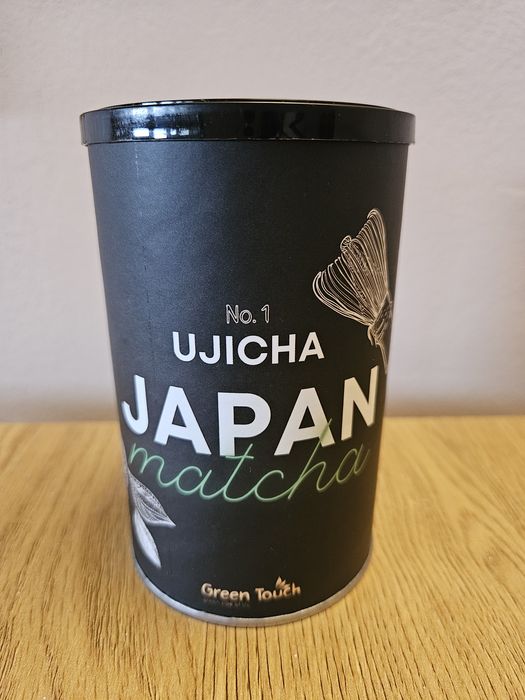 No. 1
UJICHA
JAPAN
matcha
Green Touch